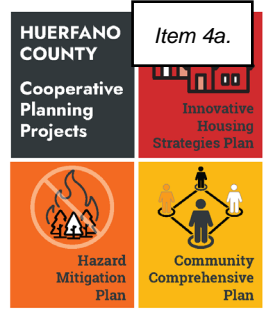 HUERFANO
COUNTY
Cooperative
Planning
Projects
Item 4a.
Innovative
Housing
Strategies Plan
Hazard
Mitigation
Plan
Community
Comprehensive
Plan